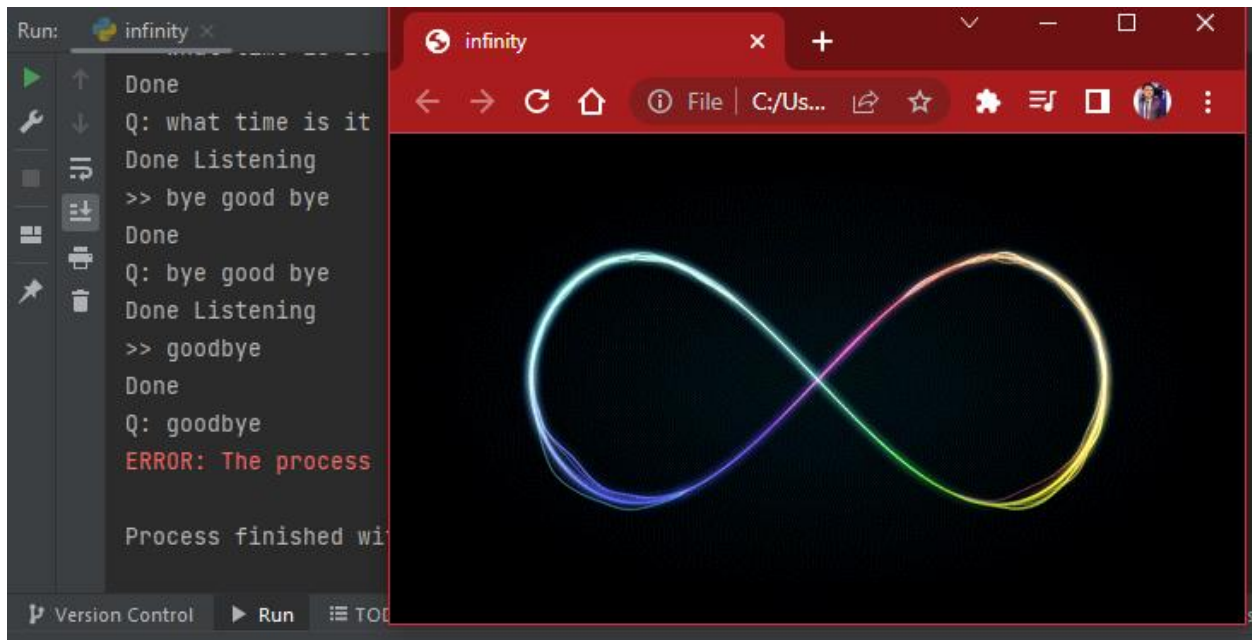 Run: infinity
Done
Q: what time is it
Done Listening
>> bye good bye
Done
Q: bye good bye
Done Listening
>> goodbye
Done
Q: goodbye
ERROR: The process
Process finished wi
Version Control Run TOD
infinity
File C:/Us...